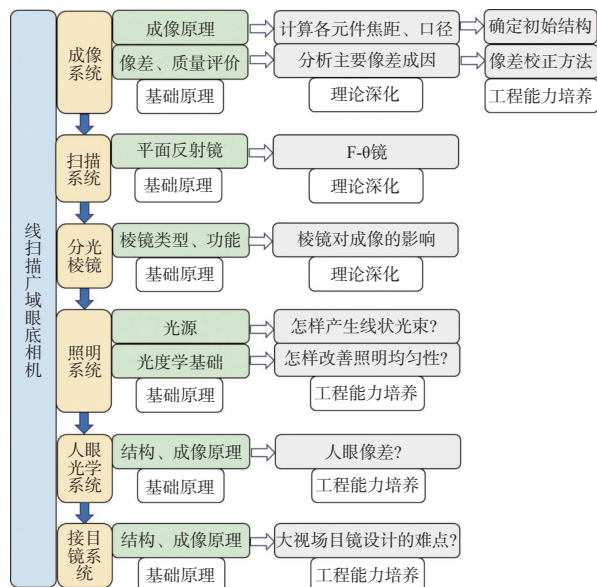 线扫描广域眼底相机
成像
系统
成像原理
计算各元件焦距、口径
确定初始结构
像差、质量评价
分析主要像差成因
像差校正方法
基础原理
理论深化
工程能力培养
扫描
系统
平面反射镜
F-θ镜
基础原理
理论深化
分光
棱镜
棱镜类型、功能
棱镜对成像的影响
基础原理
理论深化
照明
系统
光源
怎样产生线状光束?
光度学基础
怎样改善照明均匀性?
基础原理
工程能力培养
人眼
光学
系统
结构、成像原理
人眼像差?
基础原理
工程能力培养
接目
镜系
统
结构、成像原理
大视场目镜设计的难点?
基础原理
工程能力培养